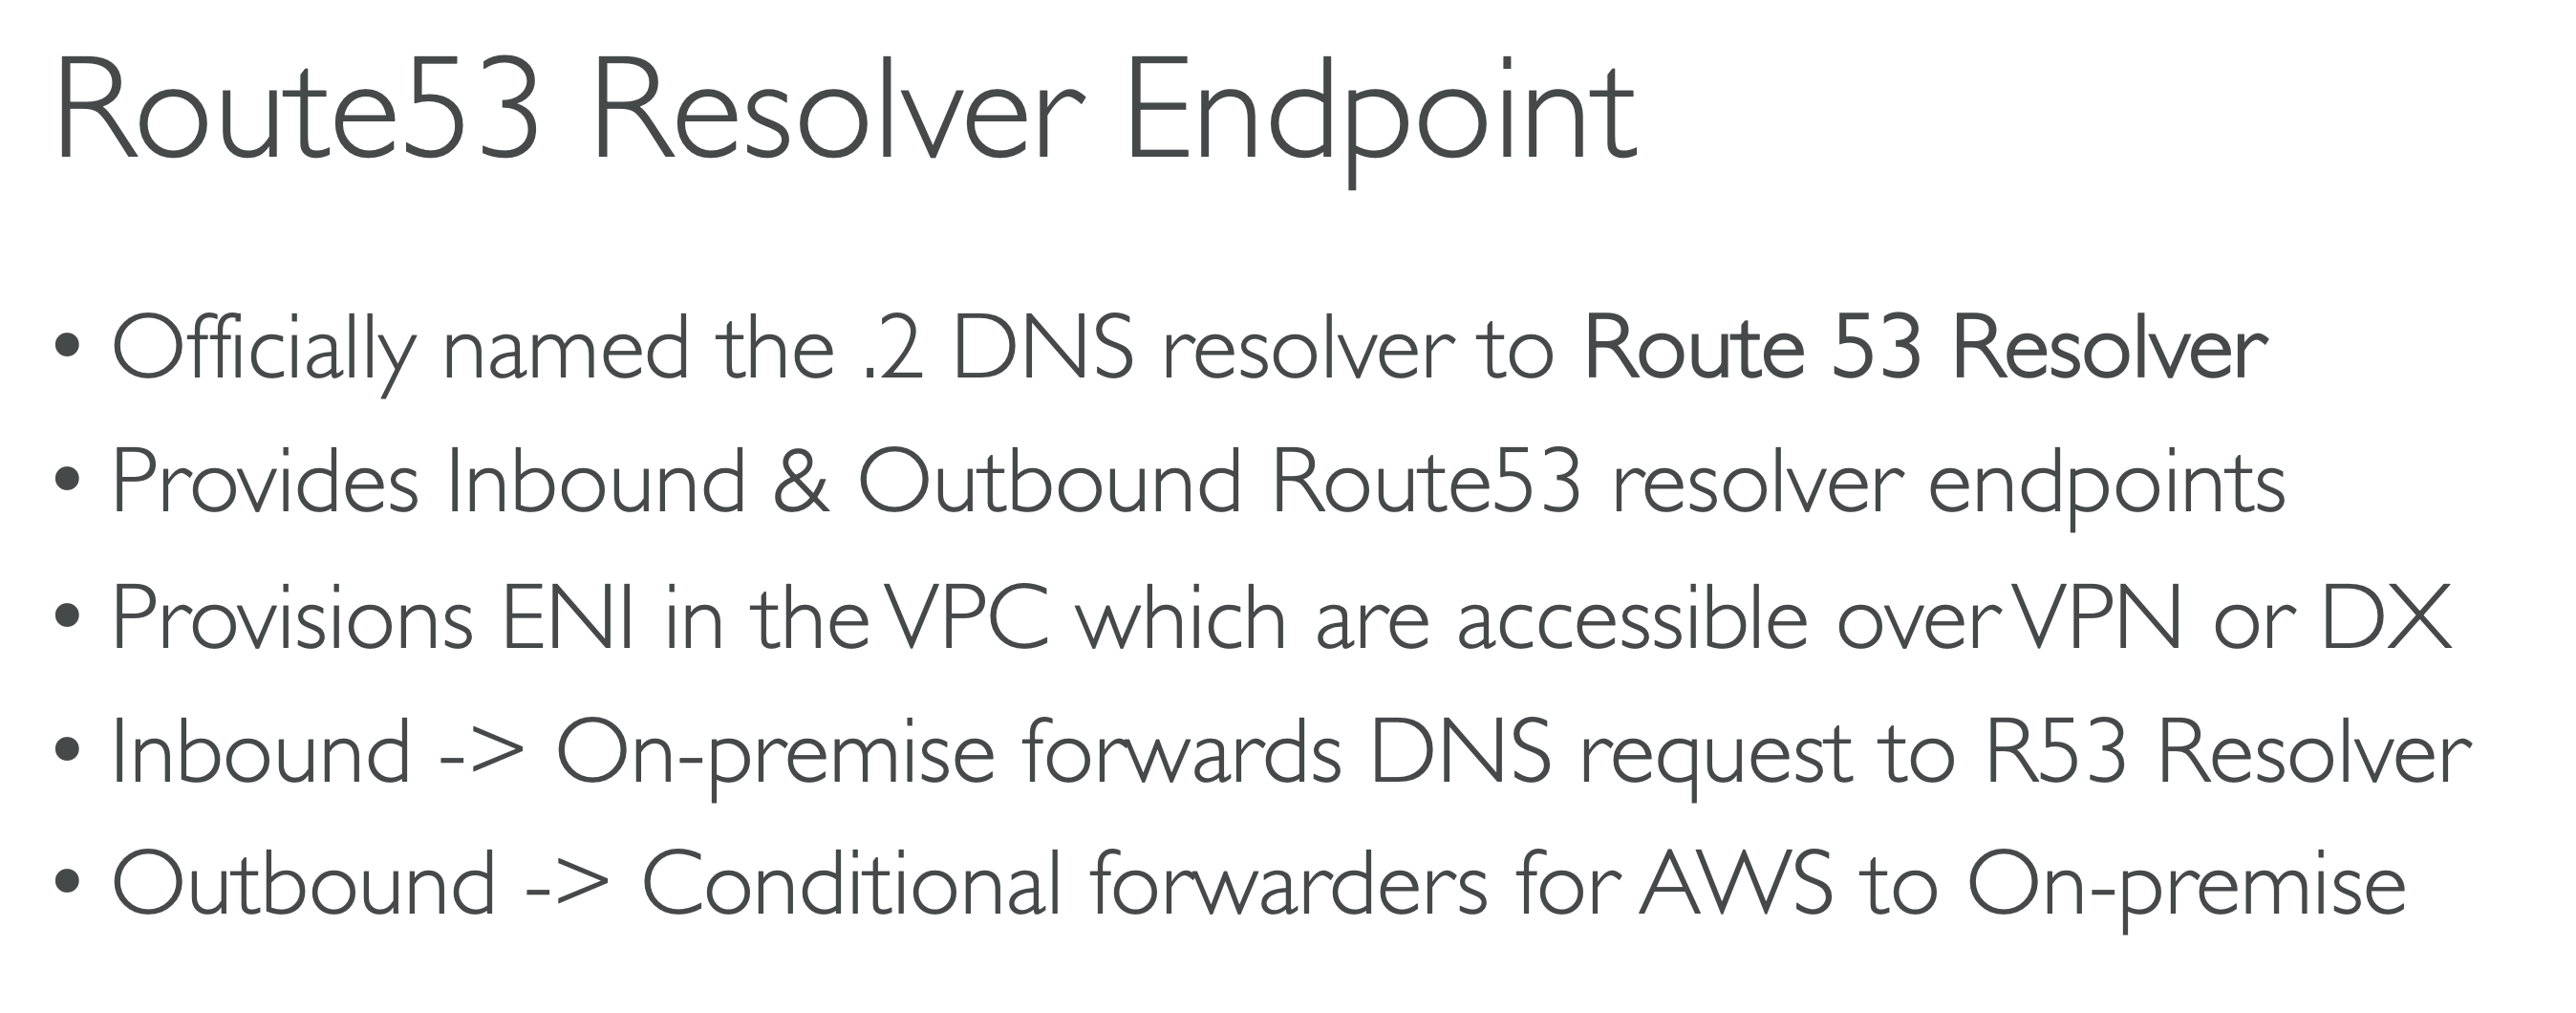 Route53 Resolver Endpoint
• Officially named the .2 DNS resolver to Route 53 Resolver
• Provides Inbound & Outbound Route53 resolver endpoints
• Provisions ENI in the VPC which are accessible over VPN or DX
• Inbound -> On-premise forwards DNS request to R53 Resolver
• Outbound -> Conditional forwarders for AWS to On-premise